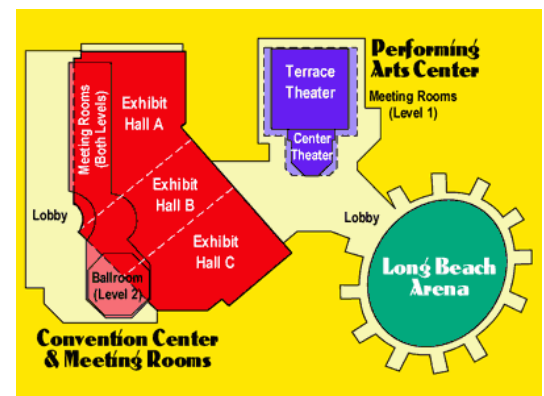 Performing
Arts Center
Meeting Rooms
(Level 1)
Terrace
Theater
Center
Theater
Exhibit
Hall A
Meeting Rooms
(Both Levels)
Exhibit
Hall B
Lobby
Lobby
Exhibit
Hall C
Ballroom
(Level 2)
Long Beach
Arena
Convention Center
& Meeting Rooms